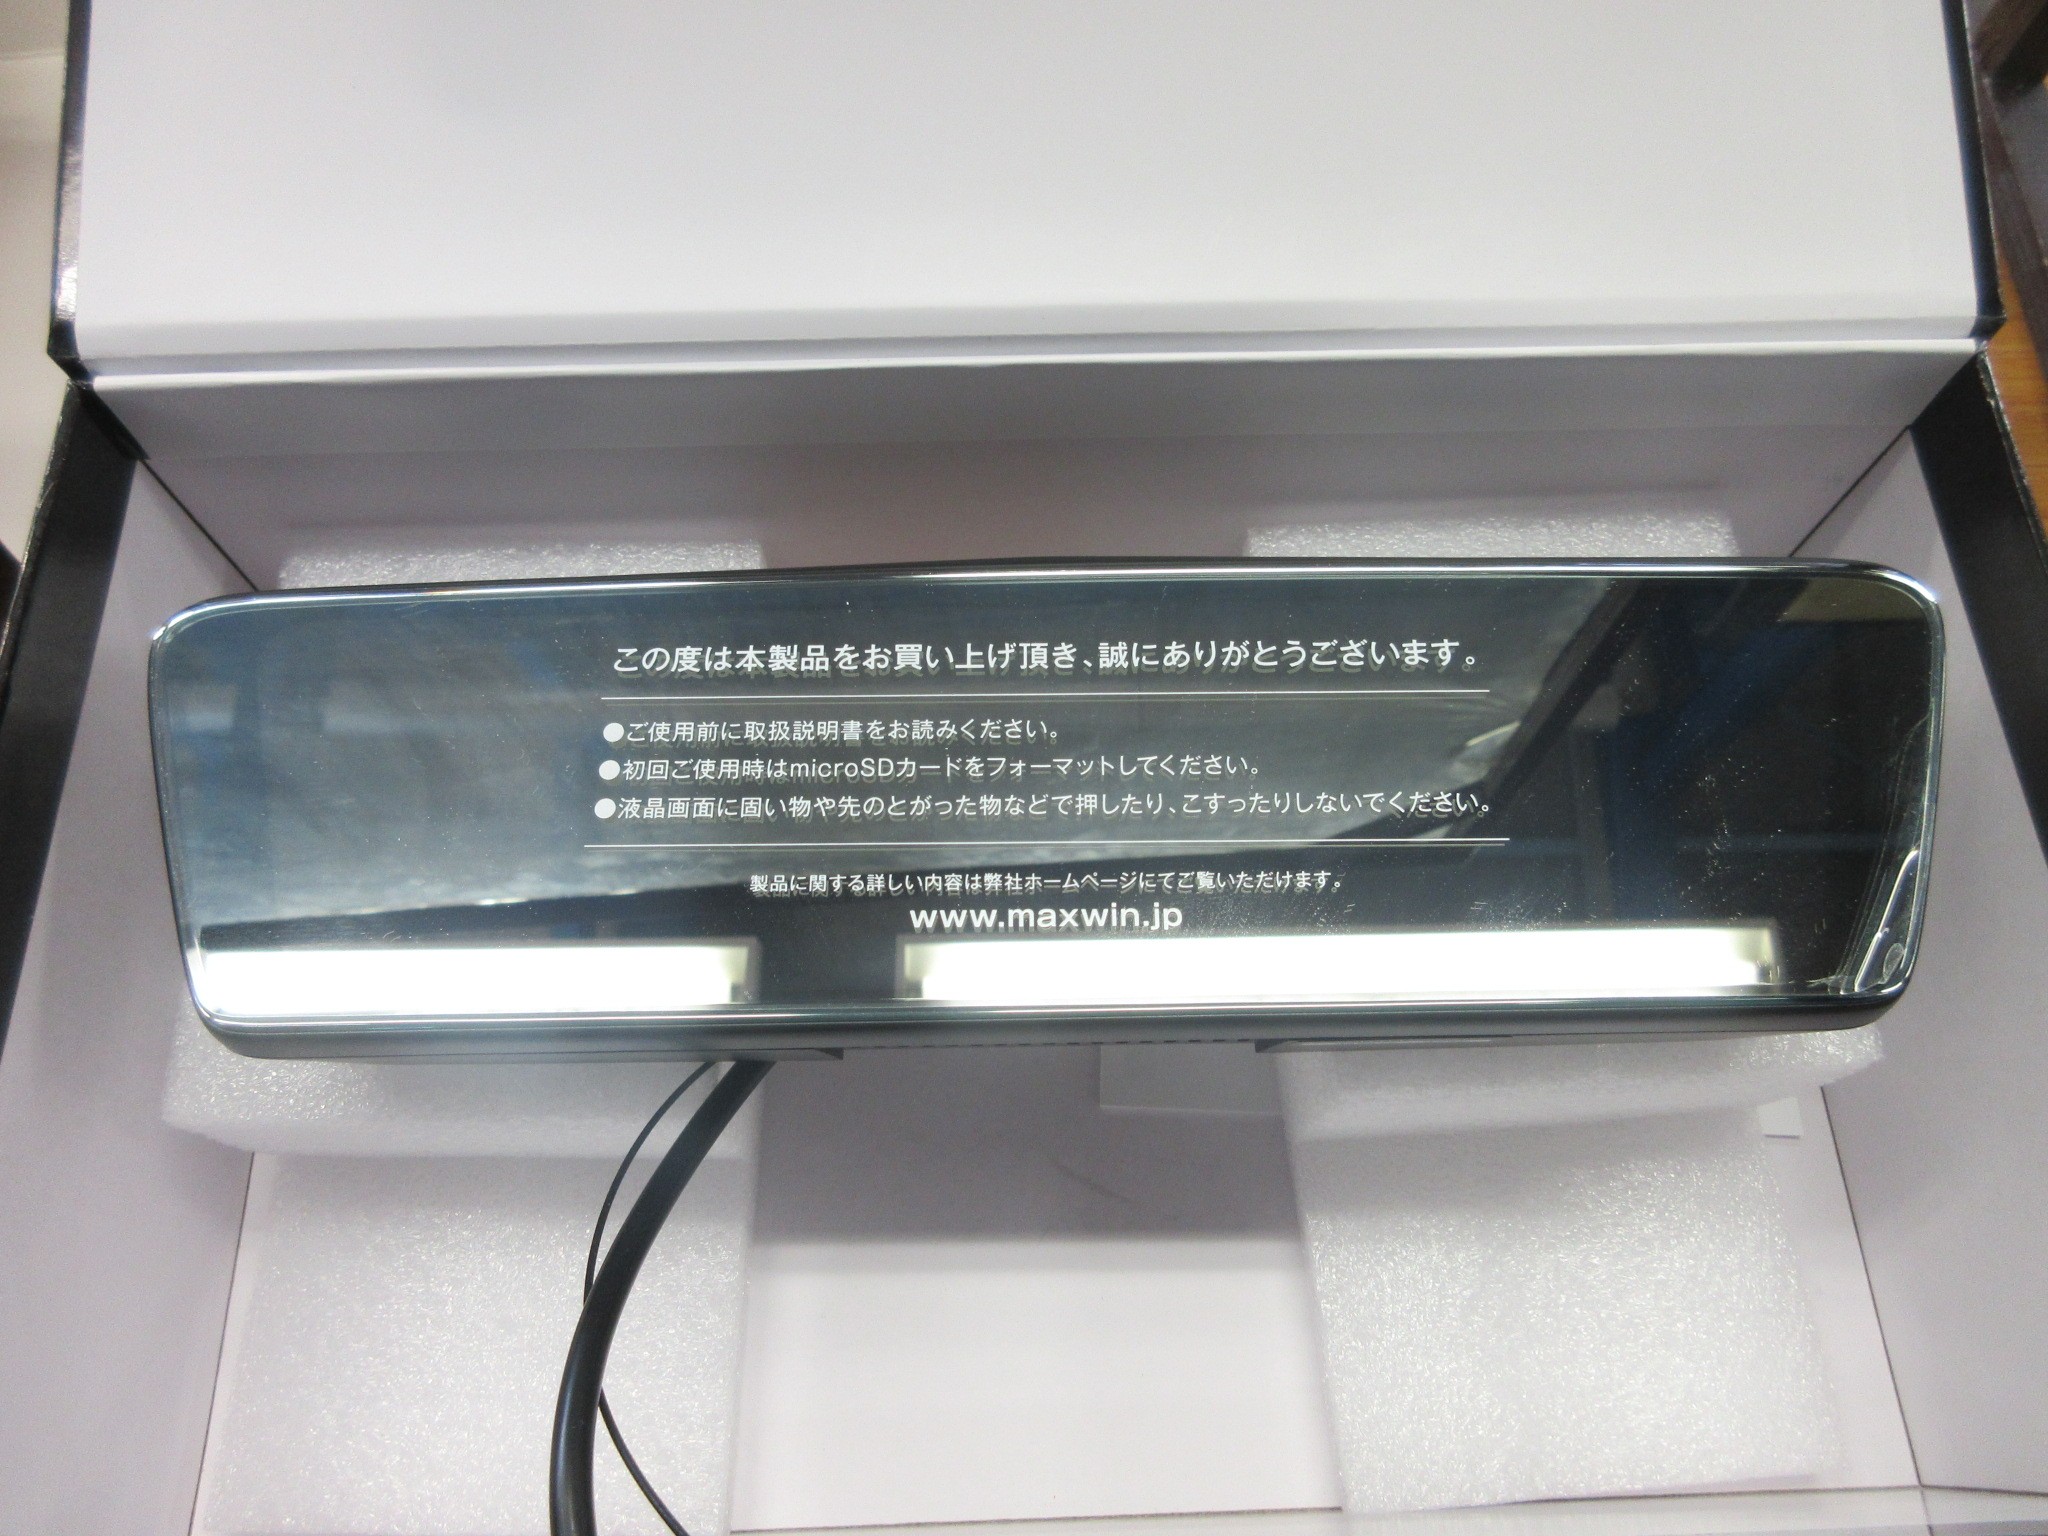 この度は本製品をお買い上げ頂き、誠にありがとうございます。
●ご使用前に取扱説明書をお読みください。
●初回ご使用時はmicroSDカードをフォーマットしてください。
●液晶画面に固い物や先のとがった物などで押したり、こすったりしないでください。
製品に関する詳しい内容は弊社ホームページにてご覧いただけます。
www.maxwin.jp